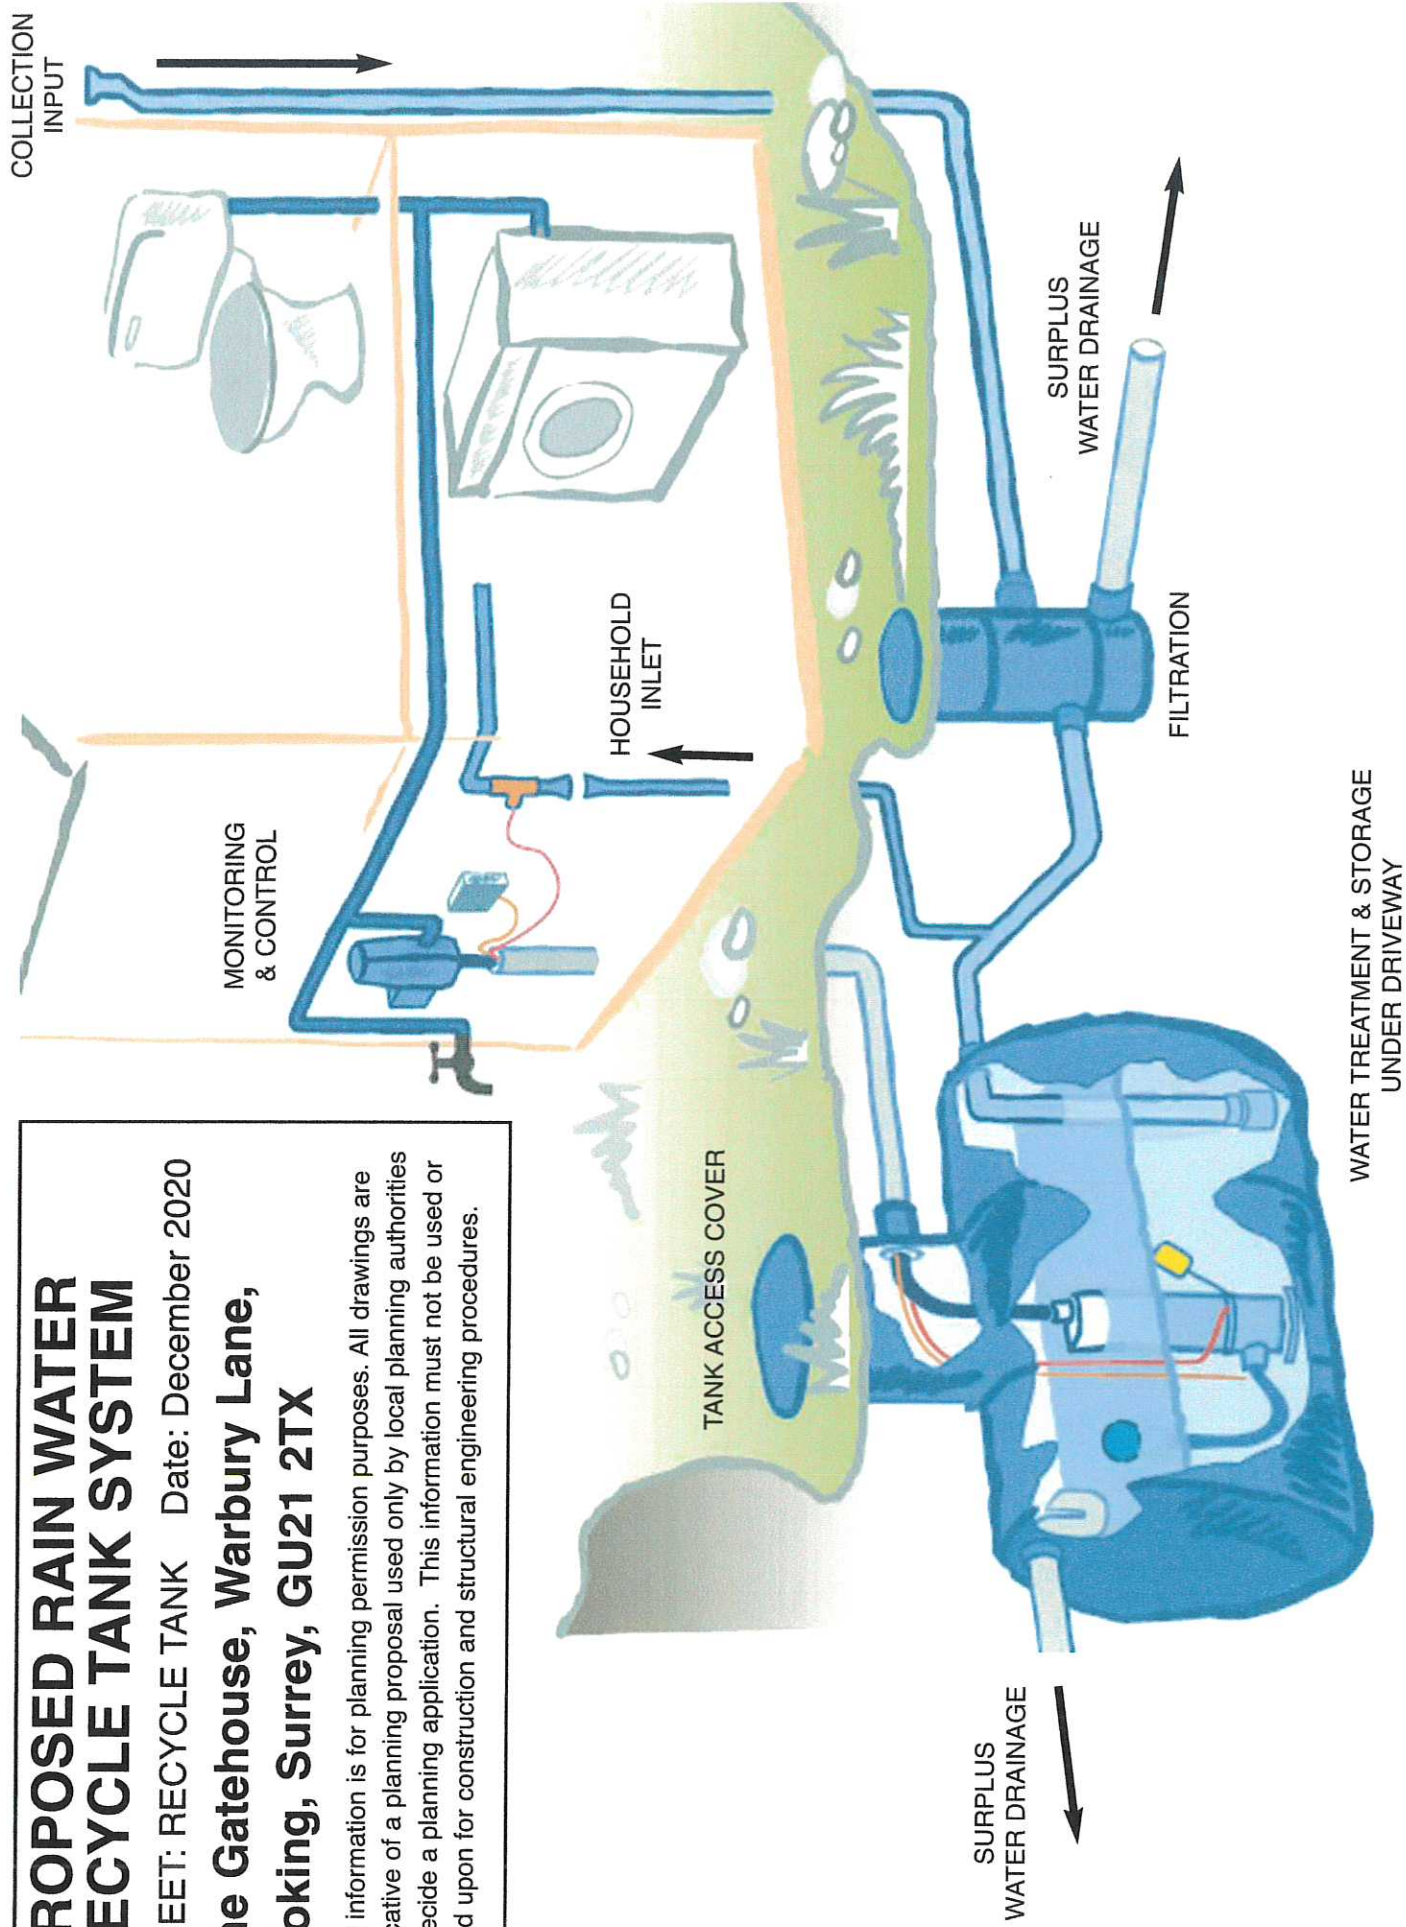 ROPOSED RAIN WATER
ECYCLE TANK SYSTEM
EET: RECYCLE TANK Date: December 2020
ne Gatehouse, Warbury Lane,
oking, Surrey, GU21 2TX
information is for planning permission purposes. All drawings are
cative of a planning proposal used only by local planning authorities
ecide a planning application. This information must not be used or
d upon for construction and structural engineering procedures.
COLLECTION
INPUT
MONITORING
& CONTROL
HOUSEHOLD
INLET
TANK ACCESS COVER
SURPLUS
WATER DRAINAGE
FILTRATION
SURPLUS
WATER DRAINAGE
WATER TREATMENT & STORAGE
UNDER DRIVEWAY